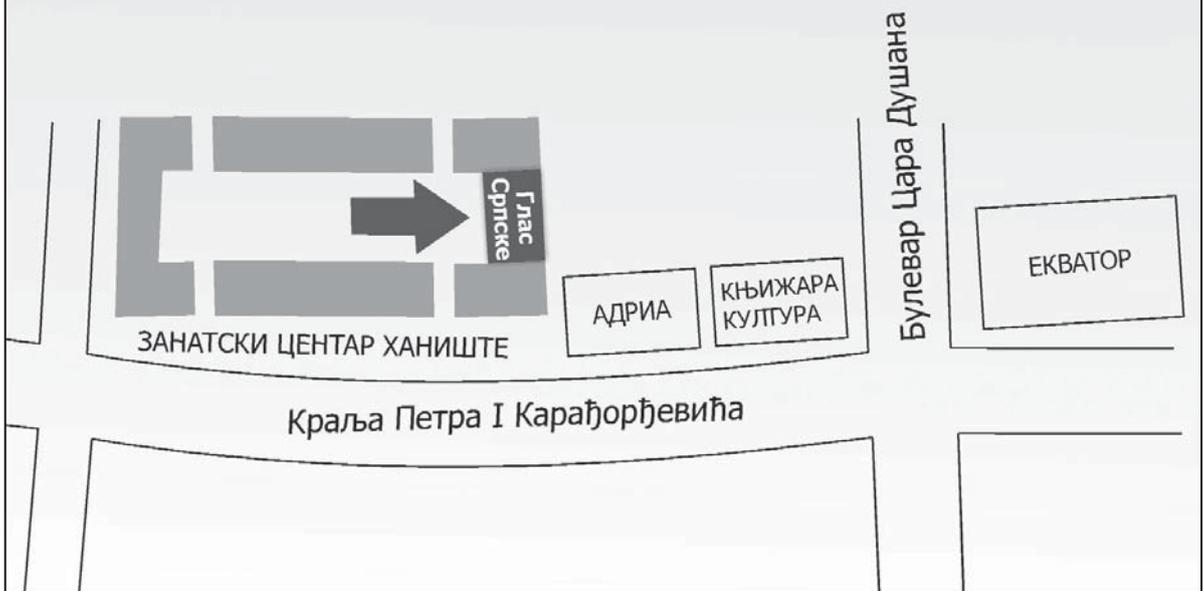 Булевар Цара Душана
Глас
Српске
ЕКВАТОР
АДРИА
КЊИЖАРА
КУЛТУРА
ЗАНАТСКИ ЦЕНТАР ХАНИШТЕ
Краља Петра I Карађорђевића